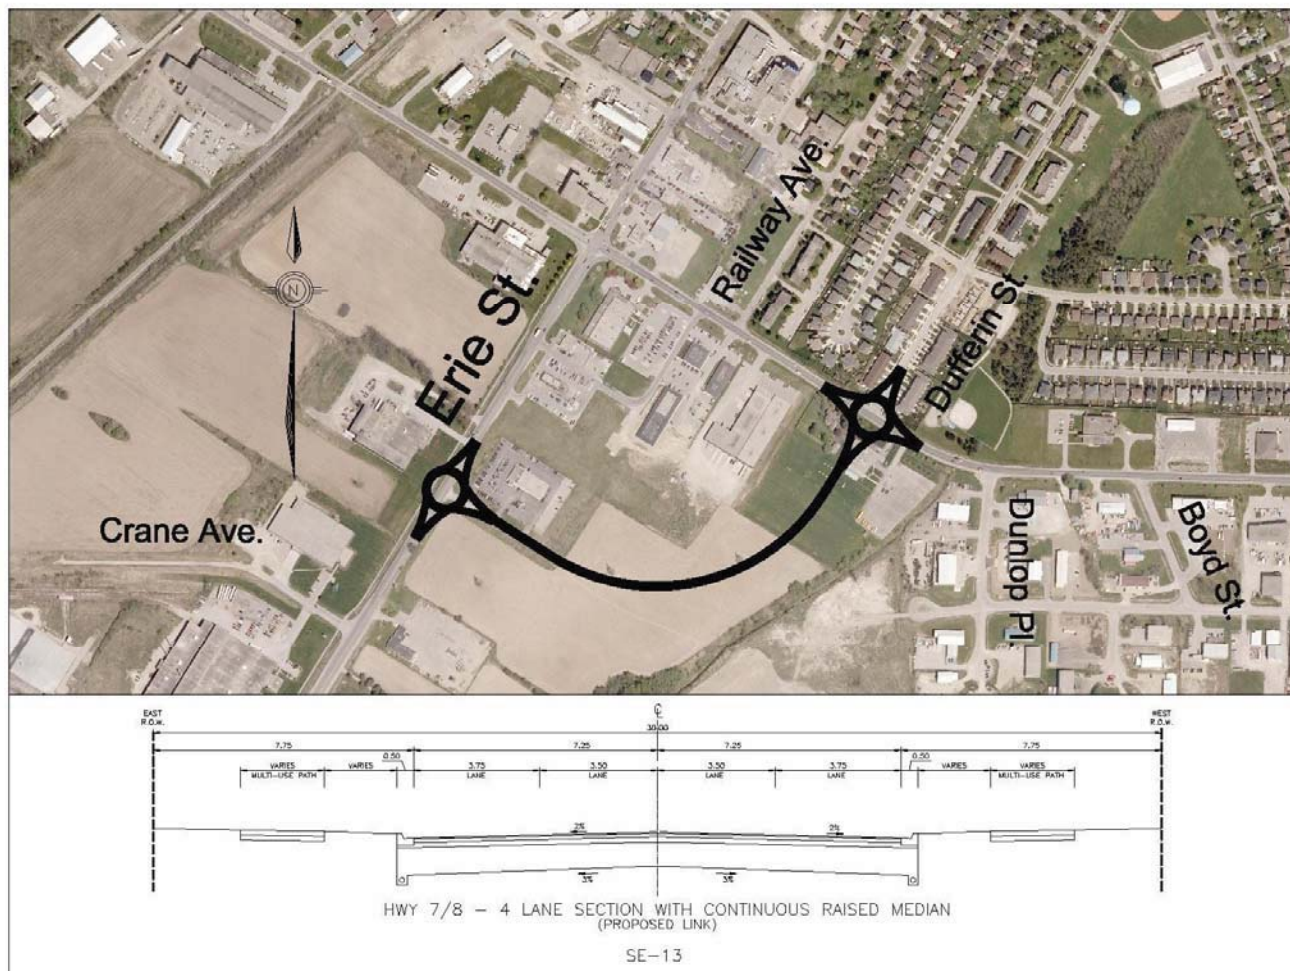 Railway Ave.
Erie St.
Dufferin St.
N
Crane Ave.
Dunlop Pl
Boyd St.
EAST
R.O.W.
WEST
R.O.W.
30.00
7.75 7.25 7.25 7.75
VARIES VARIES 0.50 3.75 3.50 3.50 3.75 0.50 VARIES VARIES
MULTI-USE PATH LANE LANE LANE LANE MULTI-USE PATH
2% 2%
3% 3%
HWY 7/8 - 4 LANE SECTION WITH CONTINUOUS RAISED MEDIAN
(PROPOSED LINK)
SE-13